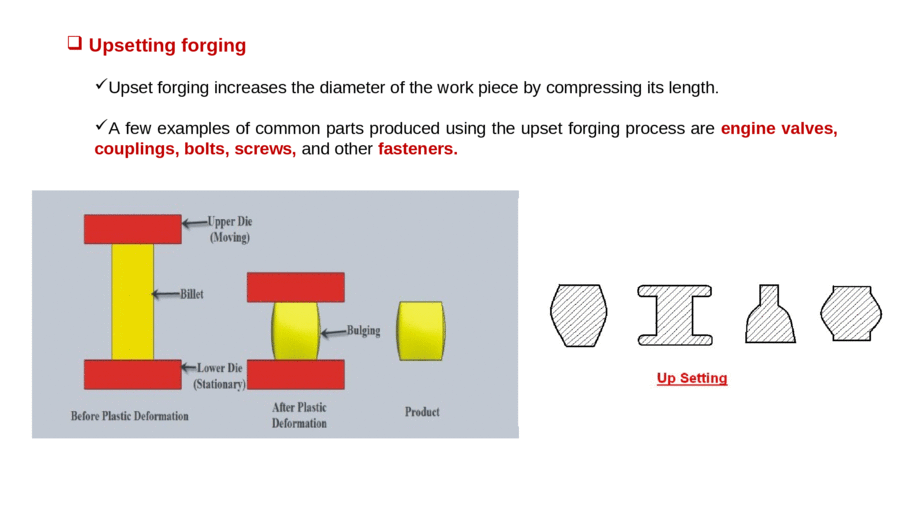 Upsetting forging
Upset forging increases the diameter of the work piece by compressing its length.
A few examples of common parts produced using the upset forging process are engine valves,
couplings, bolts, screws, and other fasteners.
Upper Die
(Moving)
Billet
Bulging
Lower Die
(Stationary)
Before Plastic Deformation
After Plastic
Deformation
Product
Up Setting